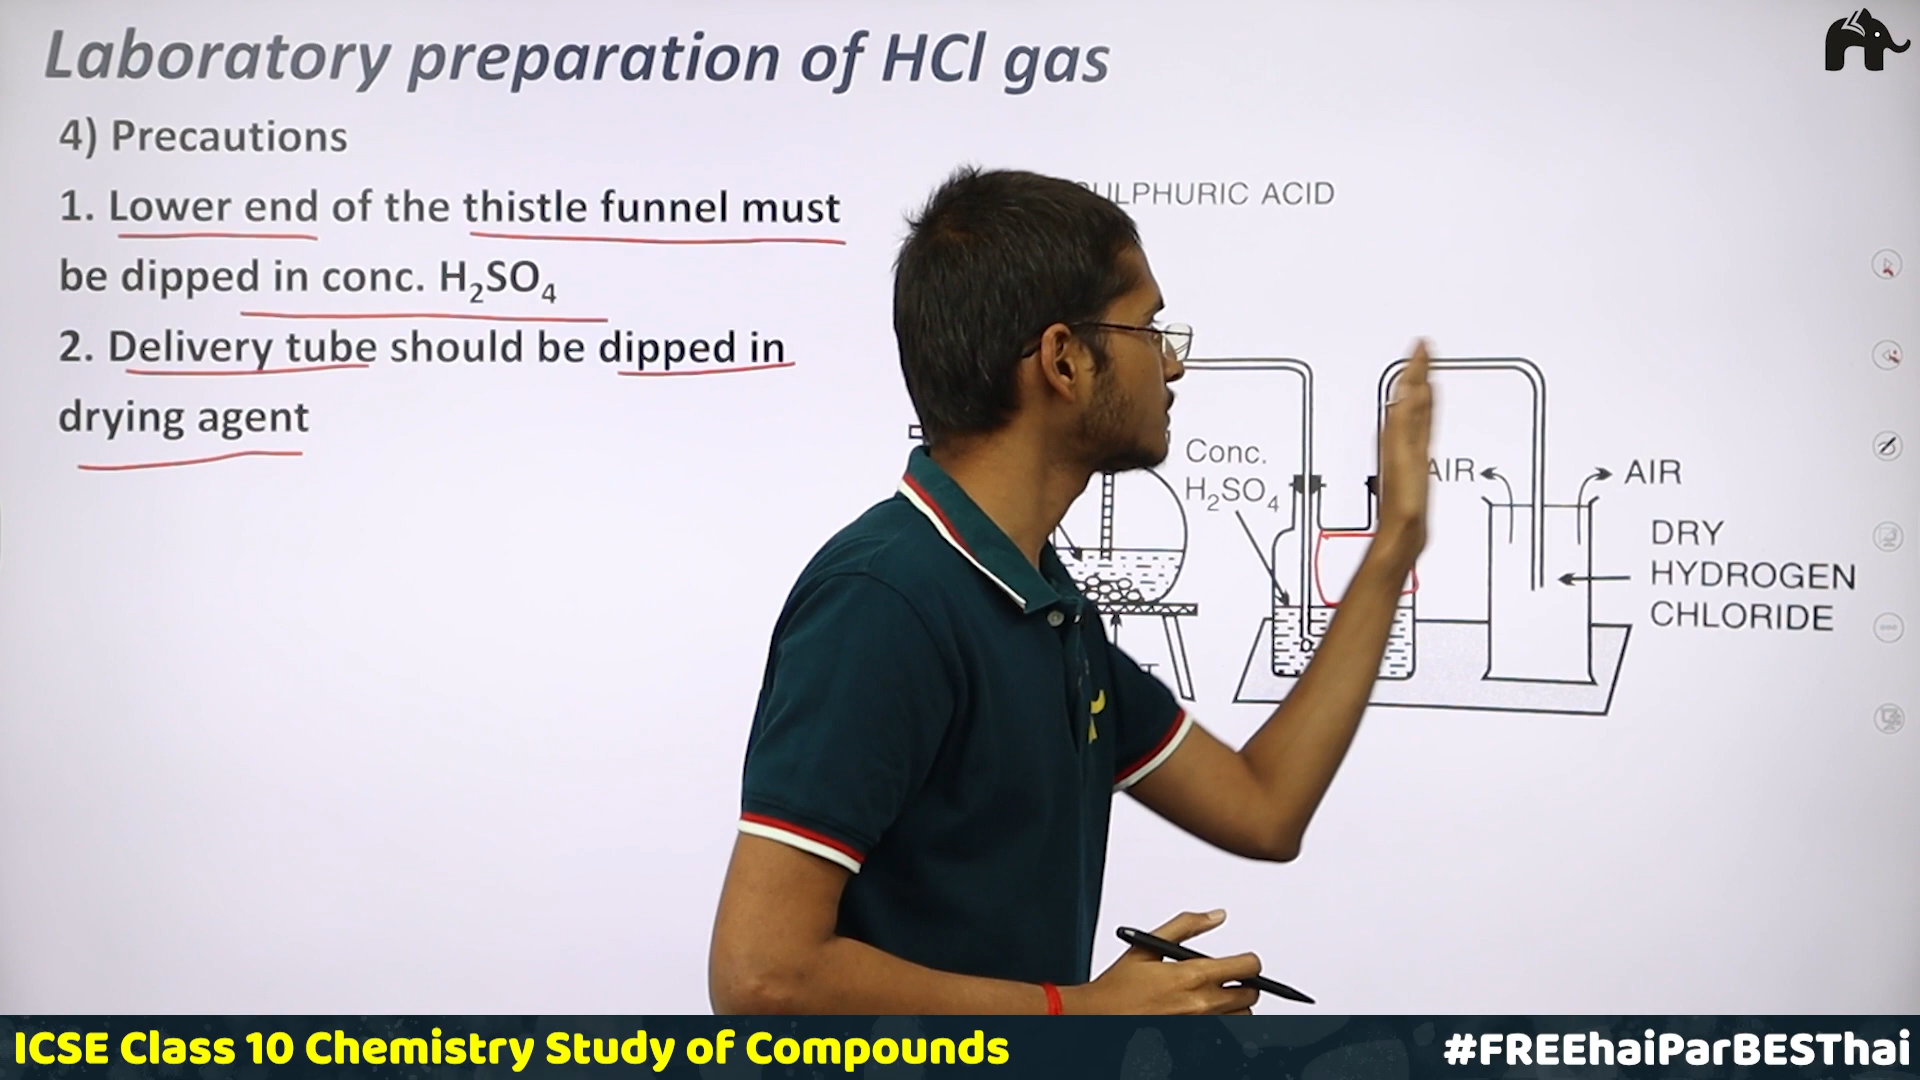 Laboratory preparation of HCl gas
4) Precautions
1. Lower end of the thistle funnel must
be dipped in conc. H₂SO₄
2. Delivery tube should be dipped in
drying agent
SULPHURIC ACID
Conc.
H₂SO₄
AIR
AIR
DRY
HYDROGEN
CHLORIDE
ICSE Class 10 Chemistry Study of Compounds
#FREEhaiParBESThai